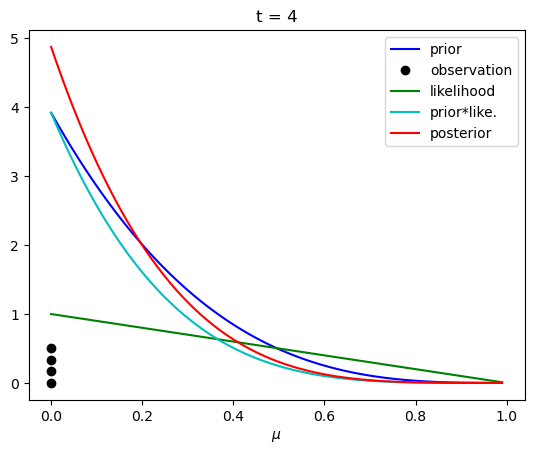 t = 4
prior
observation
likelihood
prior*like.
posterior
5
4
3
2
1
0
0.0 0.2 0.4 0.6 0.8 1.0
μ